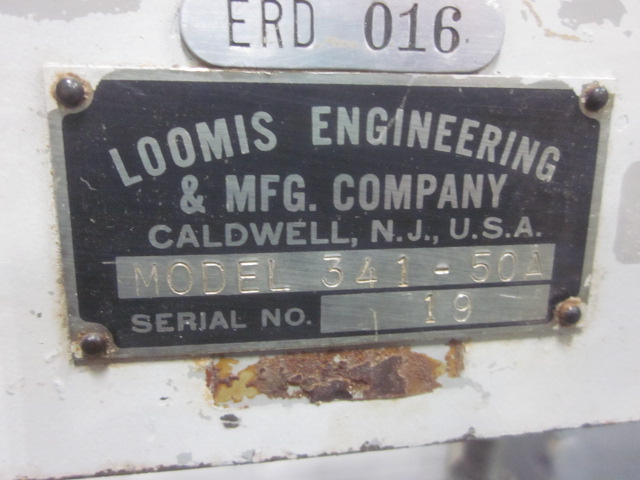 ERD 016
LOOMIS ENGINEERING
& MFG. COMPANY
CALDWELL, N.J., U.S.A.
MODEL 341-50A
SERIAL NO. 19